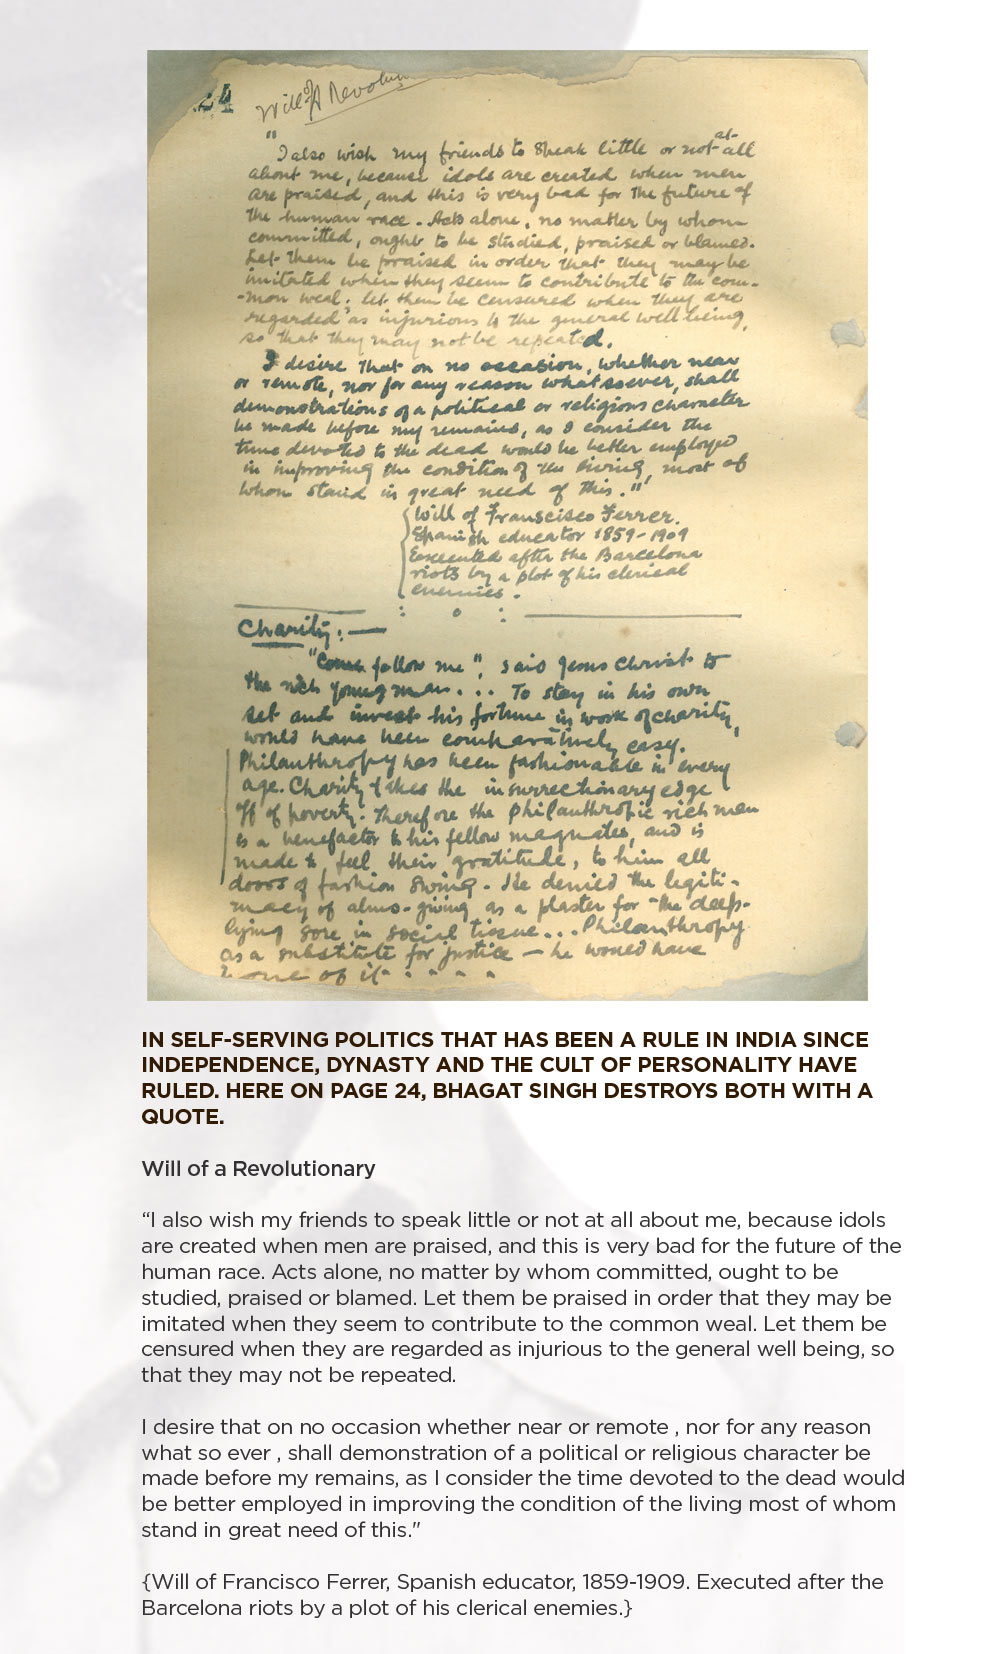 24
Will of A Revolu
"
at-
"I also wish my friends to speak little or not all
about me, because idols are created when men
are praised, and this is very bad for the future of
the human race. Acts alone, no matter by whom
committed, ought to be studied, praised or blamed.
Let them be praised in order that they may be
imitated when they seem to contribute to the com-
-mon weal. let them be censured when they are
regarded as injurious to the general well being,
so that they may not be repeated.
I desire that on no occasion, whether near
or remote, nor for any reason whatsoever, shall
demonstrations of a political or religious character
be made before my remains, as I consider the
time devoted to the dead would be better employed
in improving the condition of the living, most of
whom stand in great need of this."
Will of Franscisco Ferrer.
Spanish educator 1859-1909
Executed after the Barcelona
riots by a plot of his clerical
enemies.
Charity:—
"Come follow me", said Jesus Christ to
the rich young man.... To stay in his own
set and invest his fortune in work of charity,
would have been comparatively easy.
Philanthropy has been fashionable in every
age. Charity takes the insurrectionary edge
off of poverty. Therefore the philanthropic rich man
is a benefactor to his fellow magnates, and is
made to feel their gratitude, to him all
doors of fashion swing. He denied the legiti-
macy of alms-giving as a plaster for the deep-
lying sore in social tissue... Philanthropy
as a substitute for justice — he would have
none of it.....
IN SELF-SERVING POLITICS THAT HAS BEEN A RULE IN INDIA SINCE
INDEPENDENCE, DYNASTY AND THE CULT OF PERSONALITY HAVE
RULED. HERE ON PAGE 24, BHAGAT SINGH DESTROYS BOTH WITH A
QUOTE.
Will of a Revolutionary
“I also wish my friends to speak little or not at all about me, because idols
are created when men are praised, and this is very bad for the future of the
human race. Acts alone, no matter by whom committed, ought to be
studied, praised or blamed. Let them be praised in order that they may be
imitated when they seem to contribute to the common weal. Let them be
censured when they are regarded as injurious to the general well being, so
that they may not be repeated.
I desire that on no occasion whether near or remote , nor for any reason
what so ever , shall demonstration of a political or religious character be
made before my remains, as I consider the time devoted to the dead would
be better employed in improving the condition of the living most of whom
stand in great need of this."
{Will of Francisco Ferrer, Spanish educator, 1859-1909. Executed after the
Barcelona riots by a plot of his clerical enemies.}